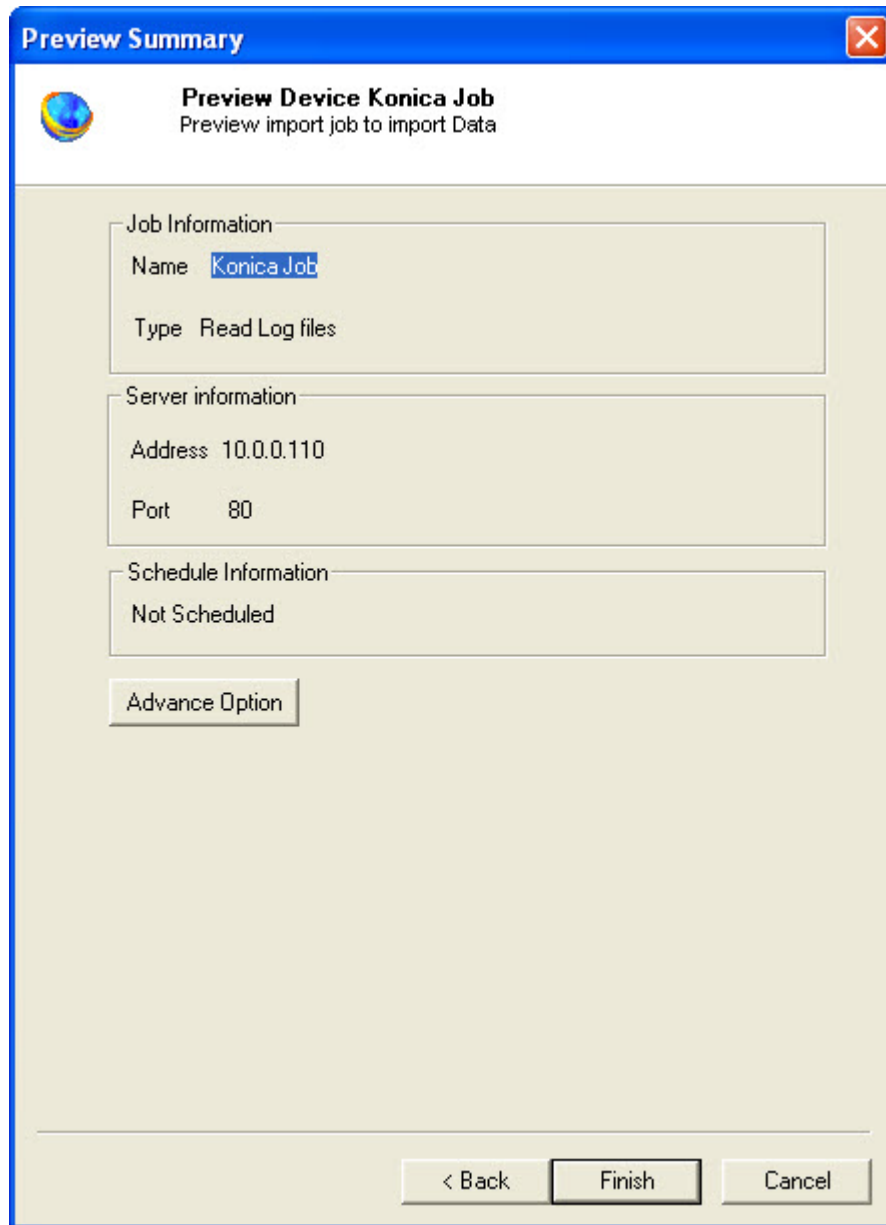 Preview Summary
Preview Device Konica Job
Preview import job to import Data
Job Information
Name Konica Job
Type Read Log files
Server information
Address 10.0.0.110
Port 80
Schedule Information
Not Scheduled
Advance Option
< Back Finish Cancel